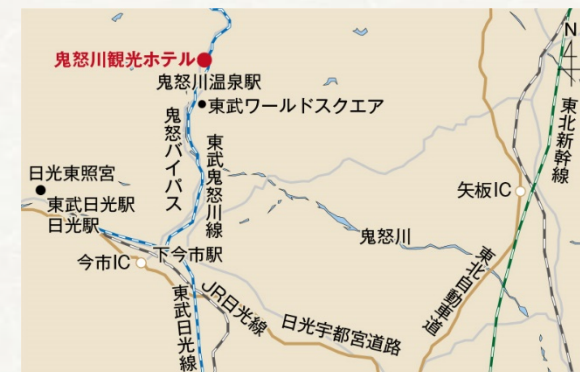 鬼怒川観光ホテル
N
鬼怒川温泉駅
東武ワールドスクエア
東北新幹線
鬼怒バイパス
東武鬼怒川線
日光東照宮
東武日光駅
日光駅
矢板IC
鬼怒川
下今市駅
今市IC
東北自動車道
JR日光線
東武日光線
日光宇都宮道路